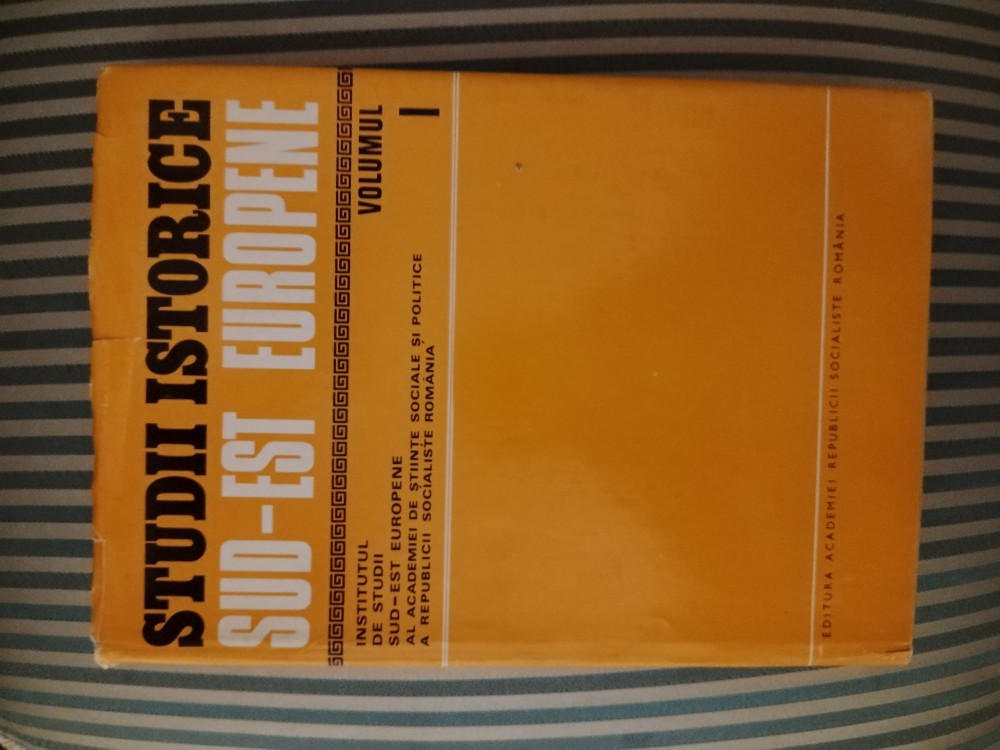 STUDII ISTORICE
SUD-EST EUROPENE
VOLUMUL
I
INSTITUTUL
DE STUDII
SUD-EST EUROPENE
AL ACADEMIEI DE ȘTIINȚE SOCIALE ȘI POLITICE
A REPUBLICII SOCIALISTE ROMÂNIA
EDITURA ACADEMIEI REPUBLICII SOCIALISTE ROMÂNIA